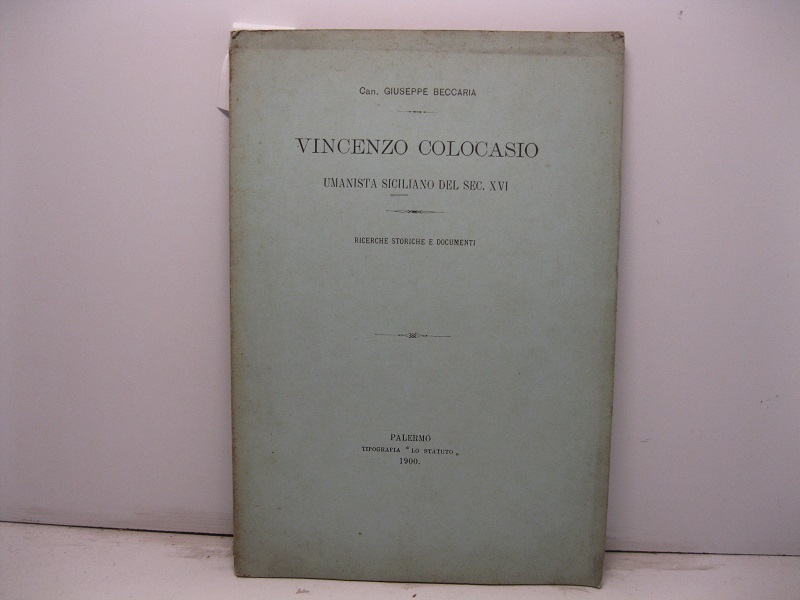 Can. GIUSEPPE BECCARIA
VINCENZO COLOCASIO
UMANISTA SICILIANO DEL SEC. XVI
RICERCHE STORICHE E DOCUMENTI
PALERMO
TIPOGRAFIA “ LO STATUTO „
1900.